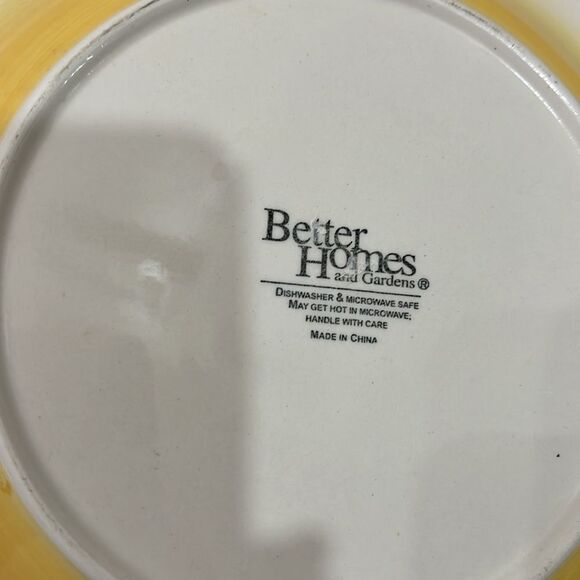 Better
Homes
and Gardens®
DISHWASHER & MICROWAVE SAFE
MAY GET HOT IN MICROWAVE;
HANDLE WITH CARE
MADE IN CHINA